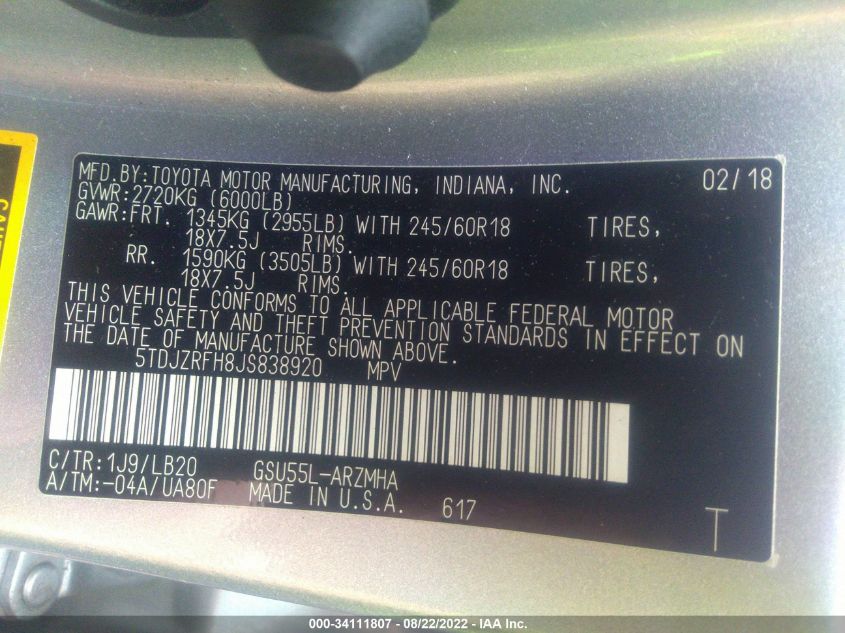 MFD.BY:TOYOTA MOTOR MANUFACTURING, INDIANA, INC. 02/18
GVWR:2720KG (6000LB)
GAWR:FRT. 1345KG (2955LB) WITH 245/60R18 TIRES,
18X7.5J RIMS.
RR. 1590KG (3505LB) WITH 245/60R18 TIRES,
18X7.5J RIMS.
THIS VEHICLE CONFORMS TO ALL APPLICABLE FEDERAL MOTOR
VEHICLE SAFETY AND THEFT PREVENTION STANDARDS IN EFFECT ON
THE DATE OF MANUFACTURE SHOWN ABOVE.
5TDJZRFH8JS838920 MPV
C/TR:1J9/LB20 GSU55L-ARZMHA
A/TM:-04A/UA80F MADE IN U.S.A. 617
T
000-34111807 - 08/22/2022 - IAA Inc.